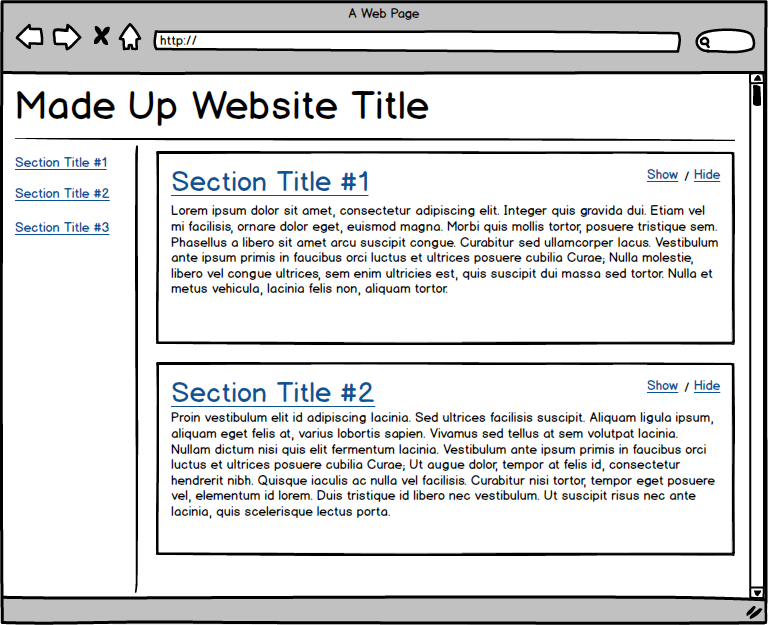 A Web Page
http://
Made Up Website Title
Section Title #1
Section Title #2
Section Title #3
Section Title #1
Show / Hide
Lorem ipsum dolor sit amet, consectetur adipiscing elit. Integer quis gravida dui. Etiam vel
mi facilisis, ornare dolor eget, euismod magna. Morbi quis mollis tortor, posuere tristique sem.
Phasellus a libero sit amet arcu suscipit congue. Curabitur sed ullamcorper lacus. Vestibulum
ante ipsum primis in faucibus orci luctus et ultrices posuere cubilia Curae; Nulla molestie,
libero vel congue ultrices, sem enim ultricies est, quis suscipit dui massa sed tortor. Nulla et
metus vehicula, lacinia felis non, aliquam tortor.
Section Title #2
Show / Hide
Proin vestibulum elit id adipiscing lacinia. Sed ultrices facilisis suscipit. Aliquam ligula ipsum,
aliquam eget felis at, varius lobortis sapien. Vivamus sed tellus at sem volutpat lacinia.
Nullam dictum nisi quis elit fermentum lacinia. Vestibulum ante ipsum primis in faucibus orci
luctus et ultrices posuere cubilia Curae; Ut augue dolor, tempor at felis id, consectetur
hendrerit nibh. Quisque iaculis ac nulla vel facilisis. Curabitur nisi tortor, tempor eget posuere
vel, elementum id lorem. Duis tristique id libero nec vestibulum. Ut suscipit risus nec ante
lacinia, quis scelerisque lectus porta.